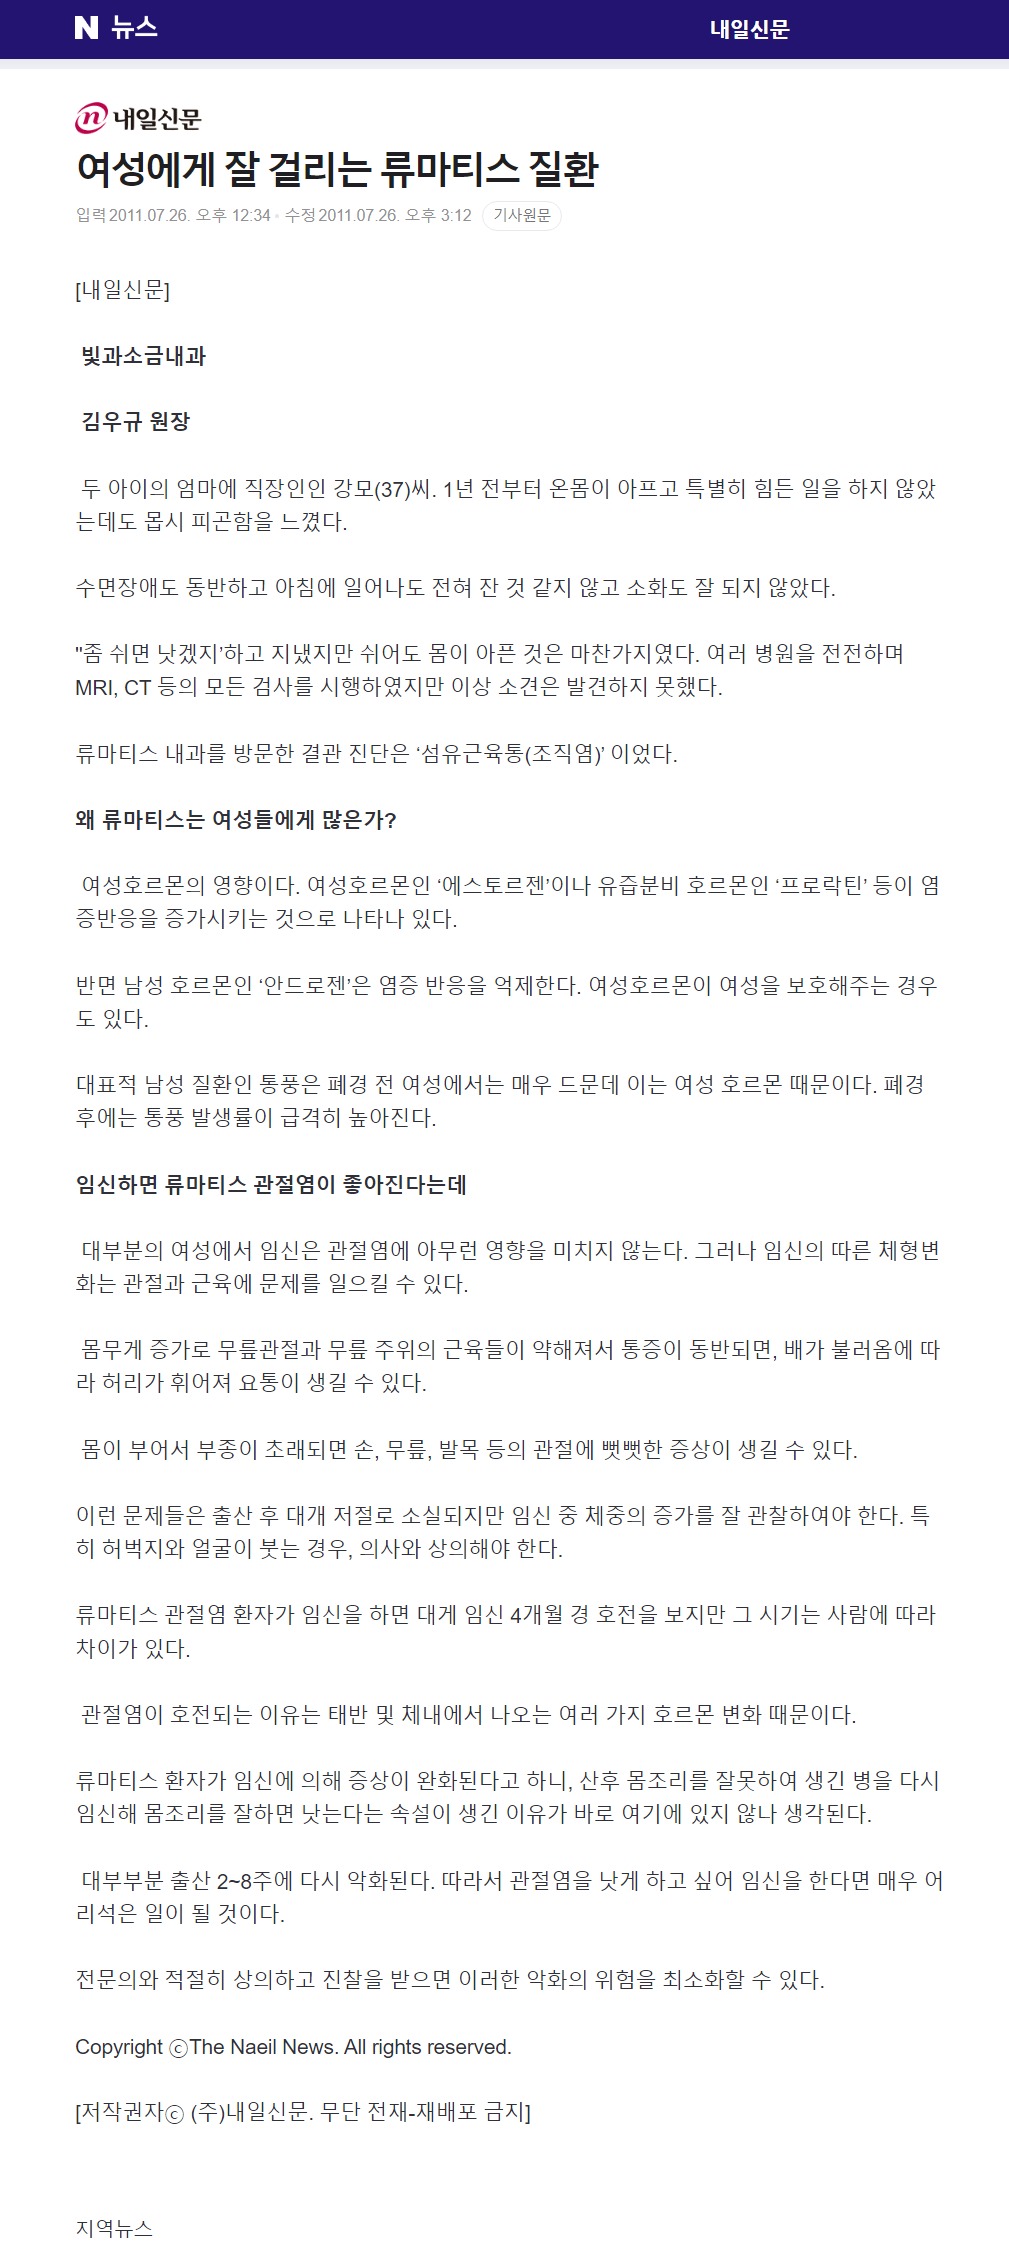 N 뉴스
내일신문
내일신문
여성에게 잘 걸리는 류마티스 질환
입력 2011.07.26. 오후 12:34 · 수정 2011.07.26. 오후 3:12 기사원문
[내일신문]
빛과소금내과
김우규 원장
두 아이의 엄마에 직장인인 강모(37)씨. 1년 전부터 온몸이 아프고 특별히 힘든 일을 하지 않았
는데도 몹시 피곤함을 느꼈다.
수면장애도 동반하고 아침에 일어나도 전혀 잔 것 같지 않고 소화도 잘 되지 않았다.
"좀 쉬면 낫겠지’하고 지냈지만 쉬어도 몸이 아픈 것은 마찬가지였다. 여러 병원을 전전하며
MRI, CT 등의 모든 검사를 시행하였지만 이상 소견은 발견하지 못했다.
류마티스 내과를 방문한 결관 진단은 ‘섬유근육통(조직염)’ 이었다.
왜 류마티스는 여성들에게 많은가?
여성호르몬의 영향이다. 여성호르몬인 ‘에스토르젠’이나 유즙분비 호르몬인 ‘프로락틴’ 등이 염
증반응을 증가시키는 것으로 나타나 있다.
반면 남성 호르몬인 ‘안드로젠’은 염증 반응을 억제한다. 여성호르몬이 여성을 보호해주는 경우
도 있다.
대표적 남성 질환인 통풍은 폐경 전 여성에서는 매우 드문데 이는 여성 호르몬 때문이다. 폐경
후에는 통풍 발생률이 급격히 높아진다.
임신하면 류마티스 관절염이 좋아진다는데
대부분의 여성에서 임신은 관절염에 아무런 영향을 미치지 않는다. 그러나 임신의 따른 체형변
화는 관절과 근육에 문제를 일으킬 수 있다.
몸무게 증가로 무릎관절과 무릎 주위의 근육들이 약해져서 통증이 동반되면, 배가 불러옴에 따
라 허리가 휘어져 요통이 생길 수 있다.
몸이 부어서 부종이 초래되면 손, 무릎, 발목 등의 관절에 뻣뻣한 증상이 생길 수 있다.
이런 문제들은 출산 후 대개 저절로 소실되지만 임신 중 체중의 증가를 잘 관찰하여야 한다. 특
히 허벅지와 얼굴이 붓는 경우, 의사와 상의해야 한다.
류마티스 관절염 환자가 임신을 하면 대게 임신 4개월 경 호전을 보지만 그 시기는 사람에 따라
차이가 있다.
관절염이 호전되는 이유는 태반 및 체내에서 나오는 여러 가지 호르몬 변화 때문이다.
류마티스 환자가 임신에 의해 증상이 완화된다고 하니, 산후 몸조리를 잘못하여 생긴 병을 다시
임신해 몸조리를 잘하면 낫는다는 속설이 생긴 이유가 바로 여기에 있지 않나 생각된다.
대부부분 출산 2~8주에 다시 악화된다. 따라서 관절염을 낫게 하고 싶어 임신을 한다면 매우 어
리석은 일이 될 것이다.
전문의와 적절히 상의하고 진찰을 받으면 이러한 악화의 위험을 최소화할 수 있다.
Copyright ⓒThe Naeil News. All rights reserved.
[저작권자ⓒ (주)내일신문. 무단 전재-재배포 금지]
지역뉴스